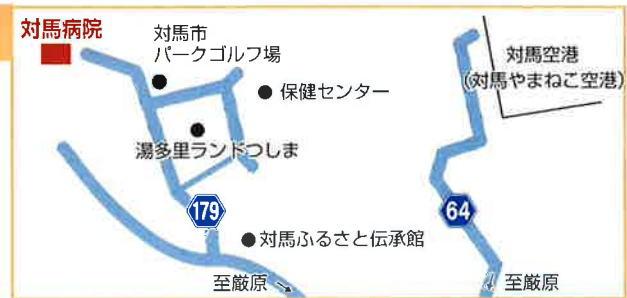 対馬病院
対馬市
パークゴルフ場
保健センター
湯多里ランドつしま
179
対馬ふるさと伝承館
至厳原
対馬空港
(対馬やまねこ空港)
64
至厳原